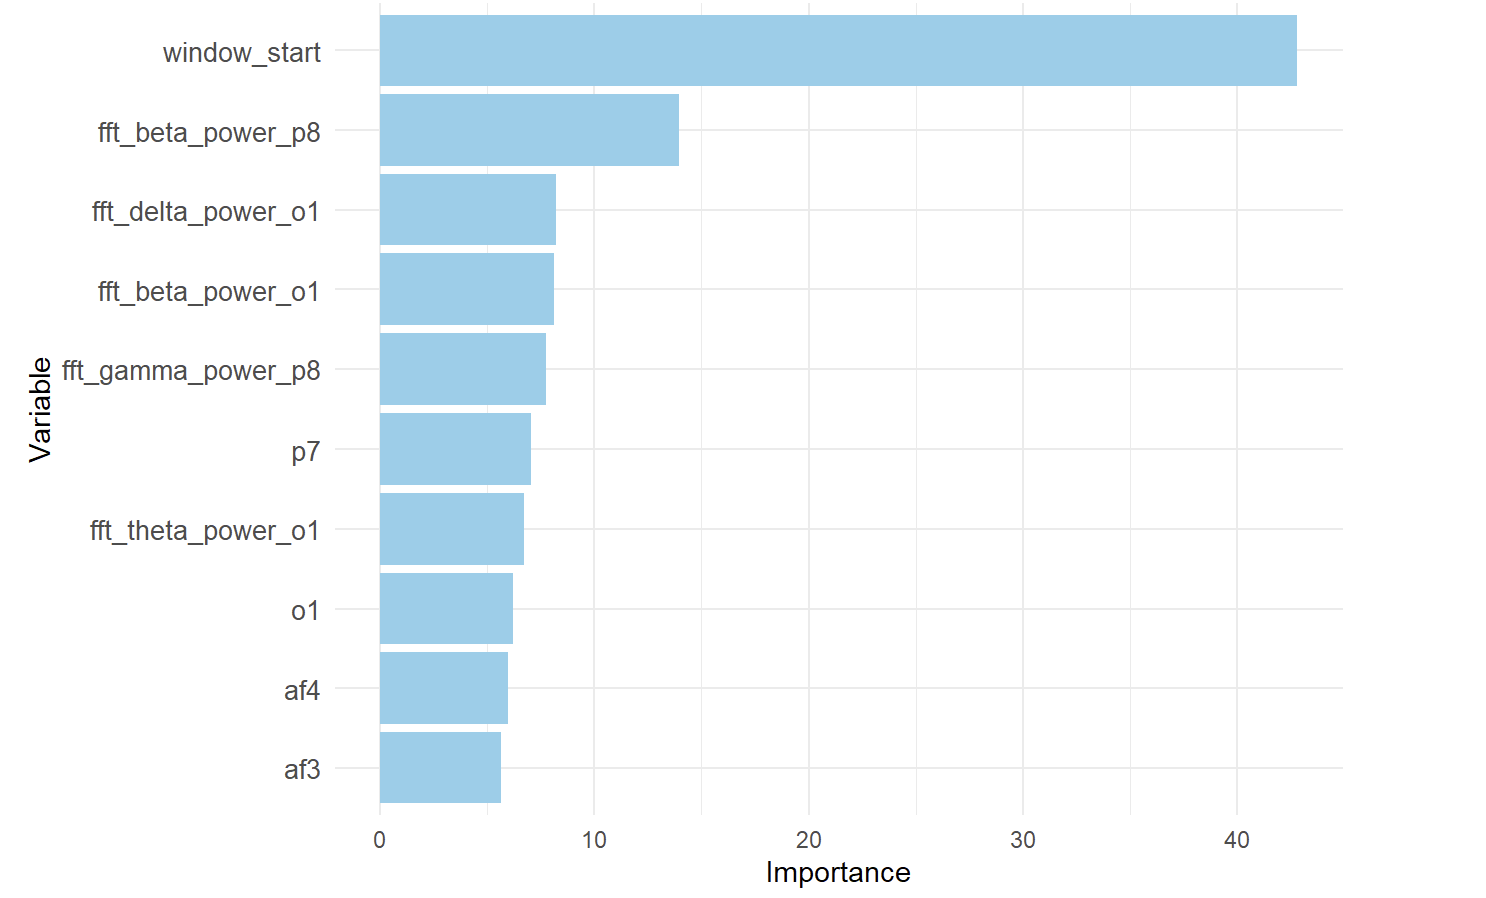 window_start
fft_beta_power_p8
fft_delta_power_o1
fft_beta_power_o1
fft_gamma_power_p8
p7
fft_theta_power_o1
o1
af4
af3
Variable
0 10 20 30 40
Importance